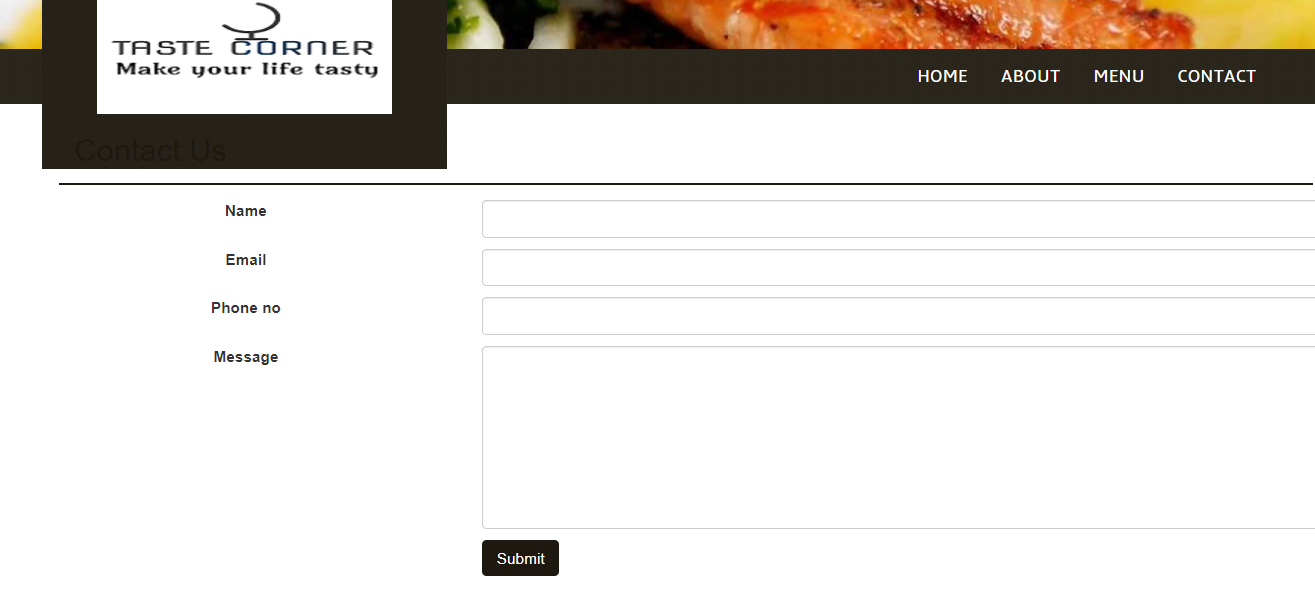 TASTE CORNER
Make your life tasty
HOME ABOUT MENU CONTACT
Contact Us
Name
Email
Phone no
Message
Submit